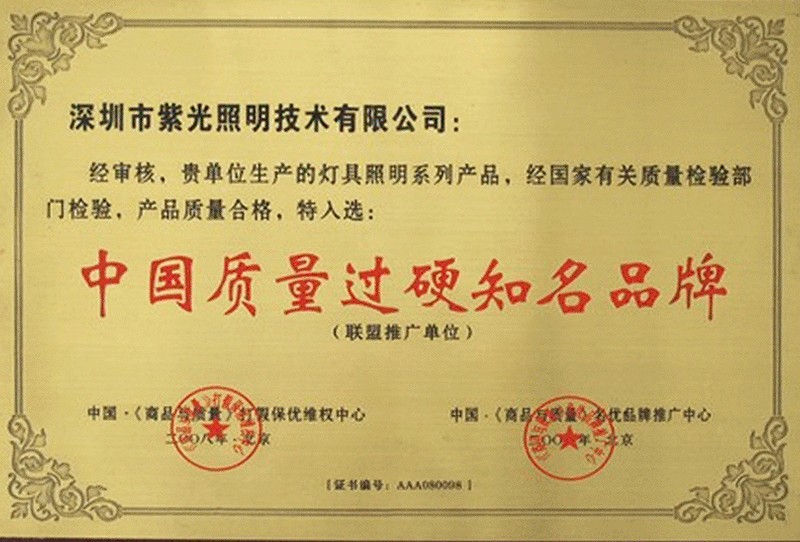 深圳市紫光照明技术有限公司：
经审核，贵单位生产的灯具照明系列产品，经国家有关质量检验部
门检验，产品质量合格，特入选：
中国质量过硬知名品牌
（联盟推广单位）
中国·《商品与质量》打假保优维权中心
二〇〇八年·北京
中国·《商品与质量》名优品牌推广中心
〇〇八年·北京
［证书编号：AAA080098］